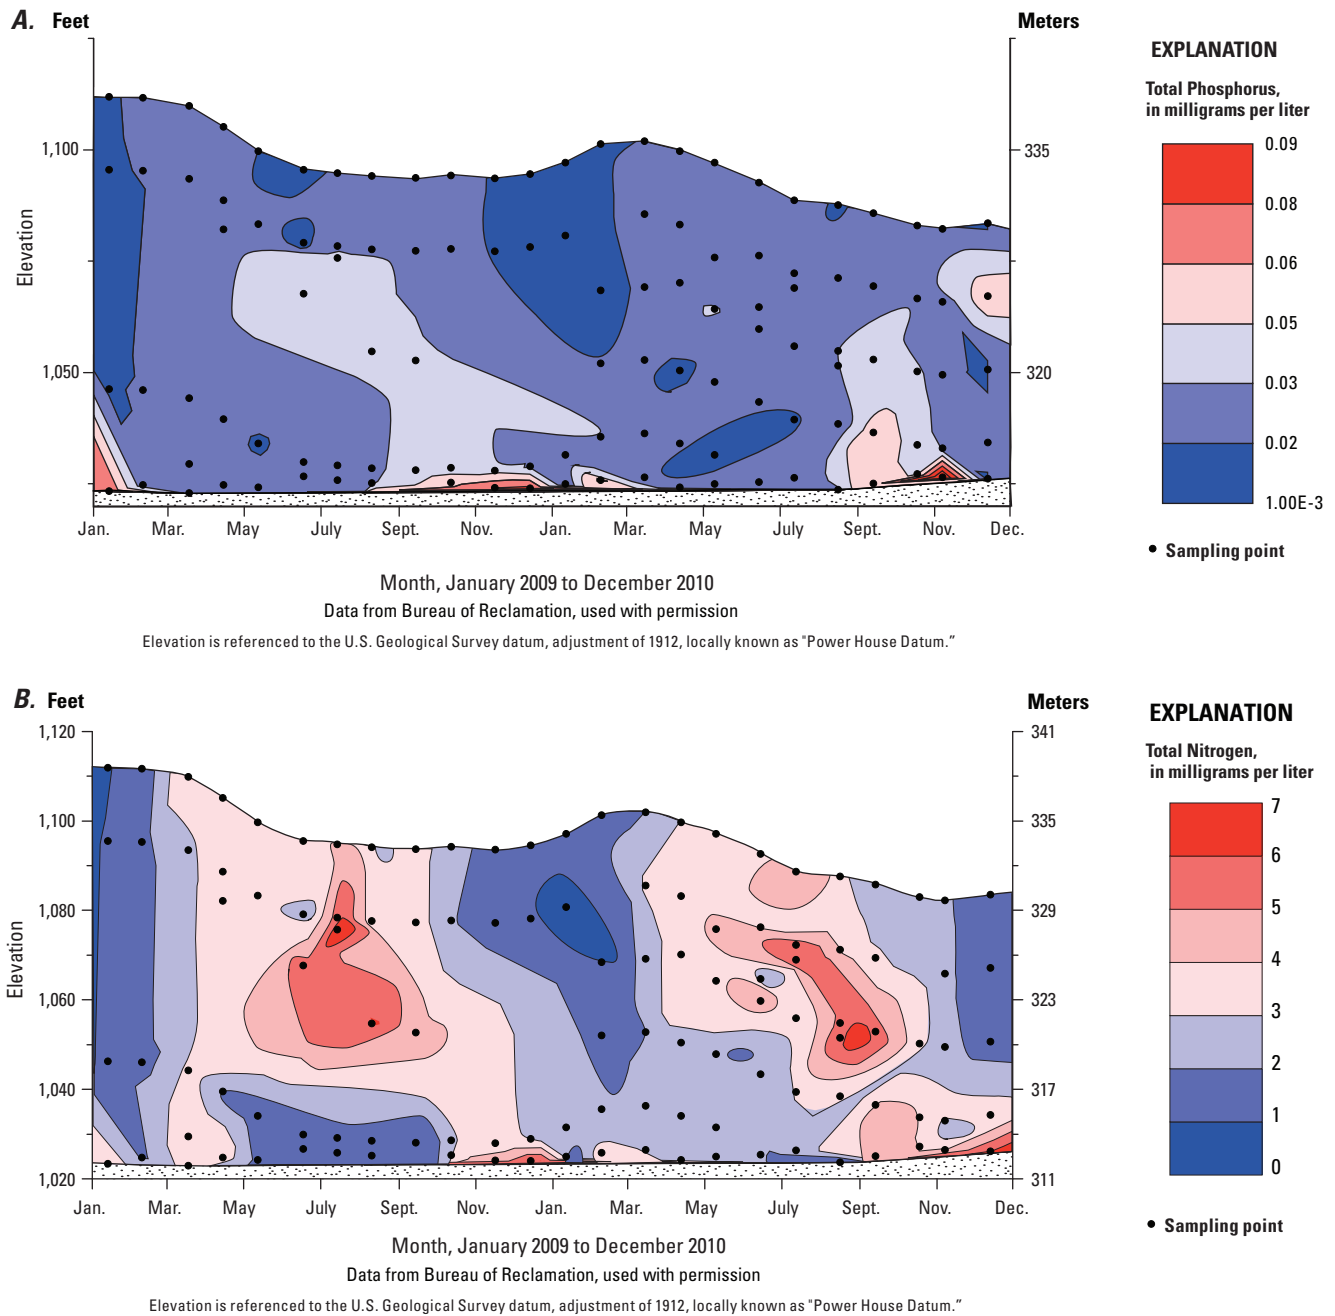 A. Feet
Meters
1,100
1,050
Elevation
335
320
Jan. Mar. May July Sept. Nov. Jan. Mar. May July Sept. Nov. Dec.
Month, January 2009 to December 2010
Data from Bureau of Reclamation, used with permission
Elevation is referenced to the U.S. Geological Survey datum, adjustment of 1912, locally known as "Power House Datum.”
EXPLANATION
Total Phosphorus,
in milligrams per liter
0.09
0.08
0.06
0.05
0.03
0.02
1.00E-3
Sampling point
B. Feet
Meters
1,120
1,100
1,080
1,060
1,040
1,020
Elevation
341
335
329
323
317
311
Jan. Mar. May July Sept. Nov. Jan. Mar. May July Sept. Nov. Dec.
Month, January 2009 to December 2010
Data from Bureau of Reclamation, used with permission
Elevation is referenced to the U.S. Geological Survey datum, adjustment of 1912, locally known as "Power House Datum.”
EXPLANATION
Total Nitrogen,
in milligrams per liter
7
6
5
4
3
2
1
0
Sampling point